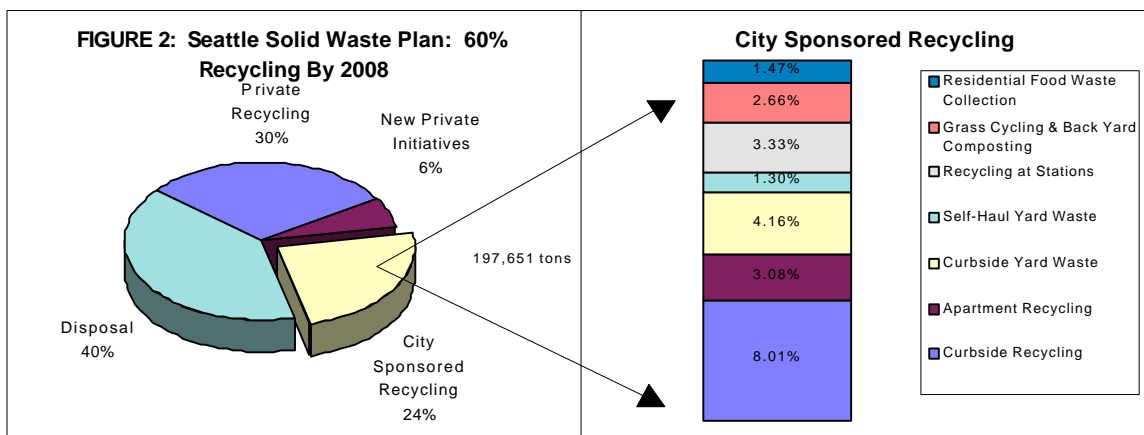 FIGURE 2: Seattle Solid Waste Plan: 60%
Recycling By 2008
Private
Recycling
30%
New Private
Initiatives
6%
197,651 tons
Disposal
40%
City
Sponsored
Recycling
24%
City Sponsored Recycling
1.47%
2.66%
3.33%
1.30%
4.16%
3.08%
8.01%
Residential Food Waste
Collection
Grass Cycling & Back Yard
Composting
Recycling at Stations
Self-Haul Yard Waste
Curbside Yard Waste
Apartment Recycling
Curbside Recycling